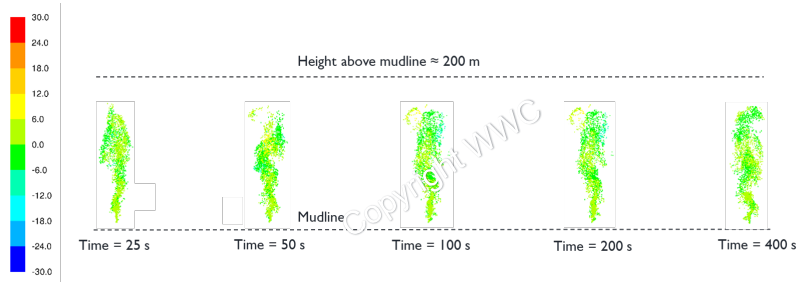 30.0
24.0
18.0
12.0
6.0
0.0
-6.0
-12.0
-18.0
-24.0
-30.0
Height above mudline ≈ 200 m
Copyright WWC
Mudline
Time = 25 s
Time = 50 s
Time = 100 s
Time = 200 s
Time = 400 s